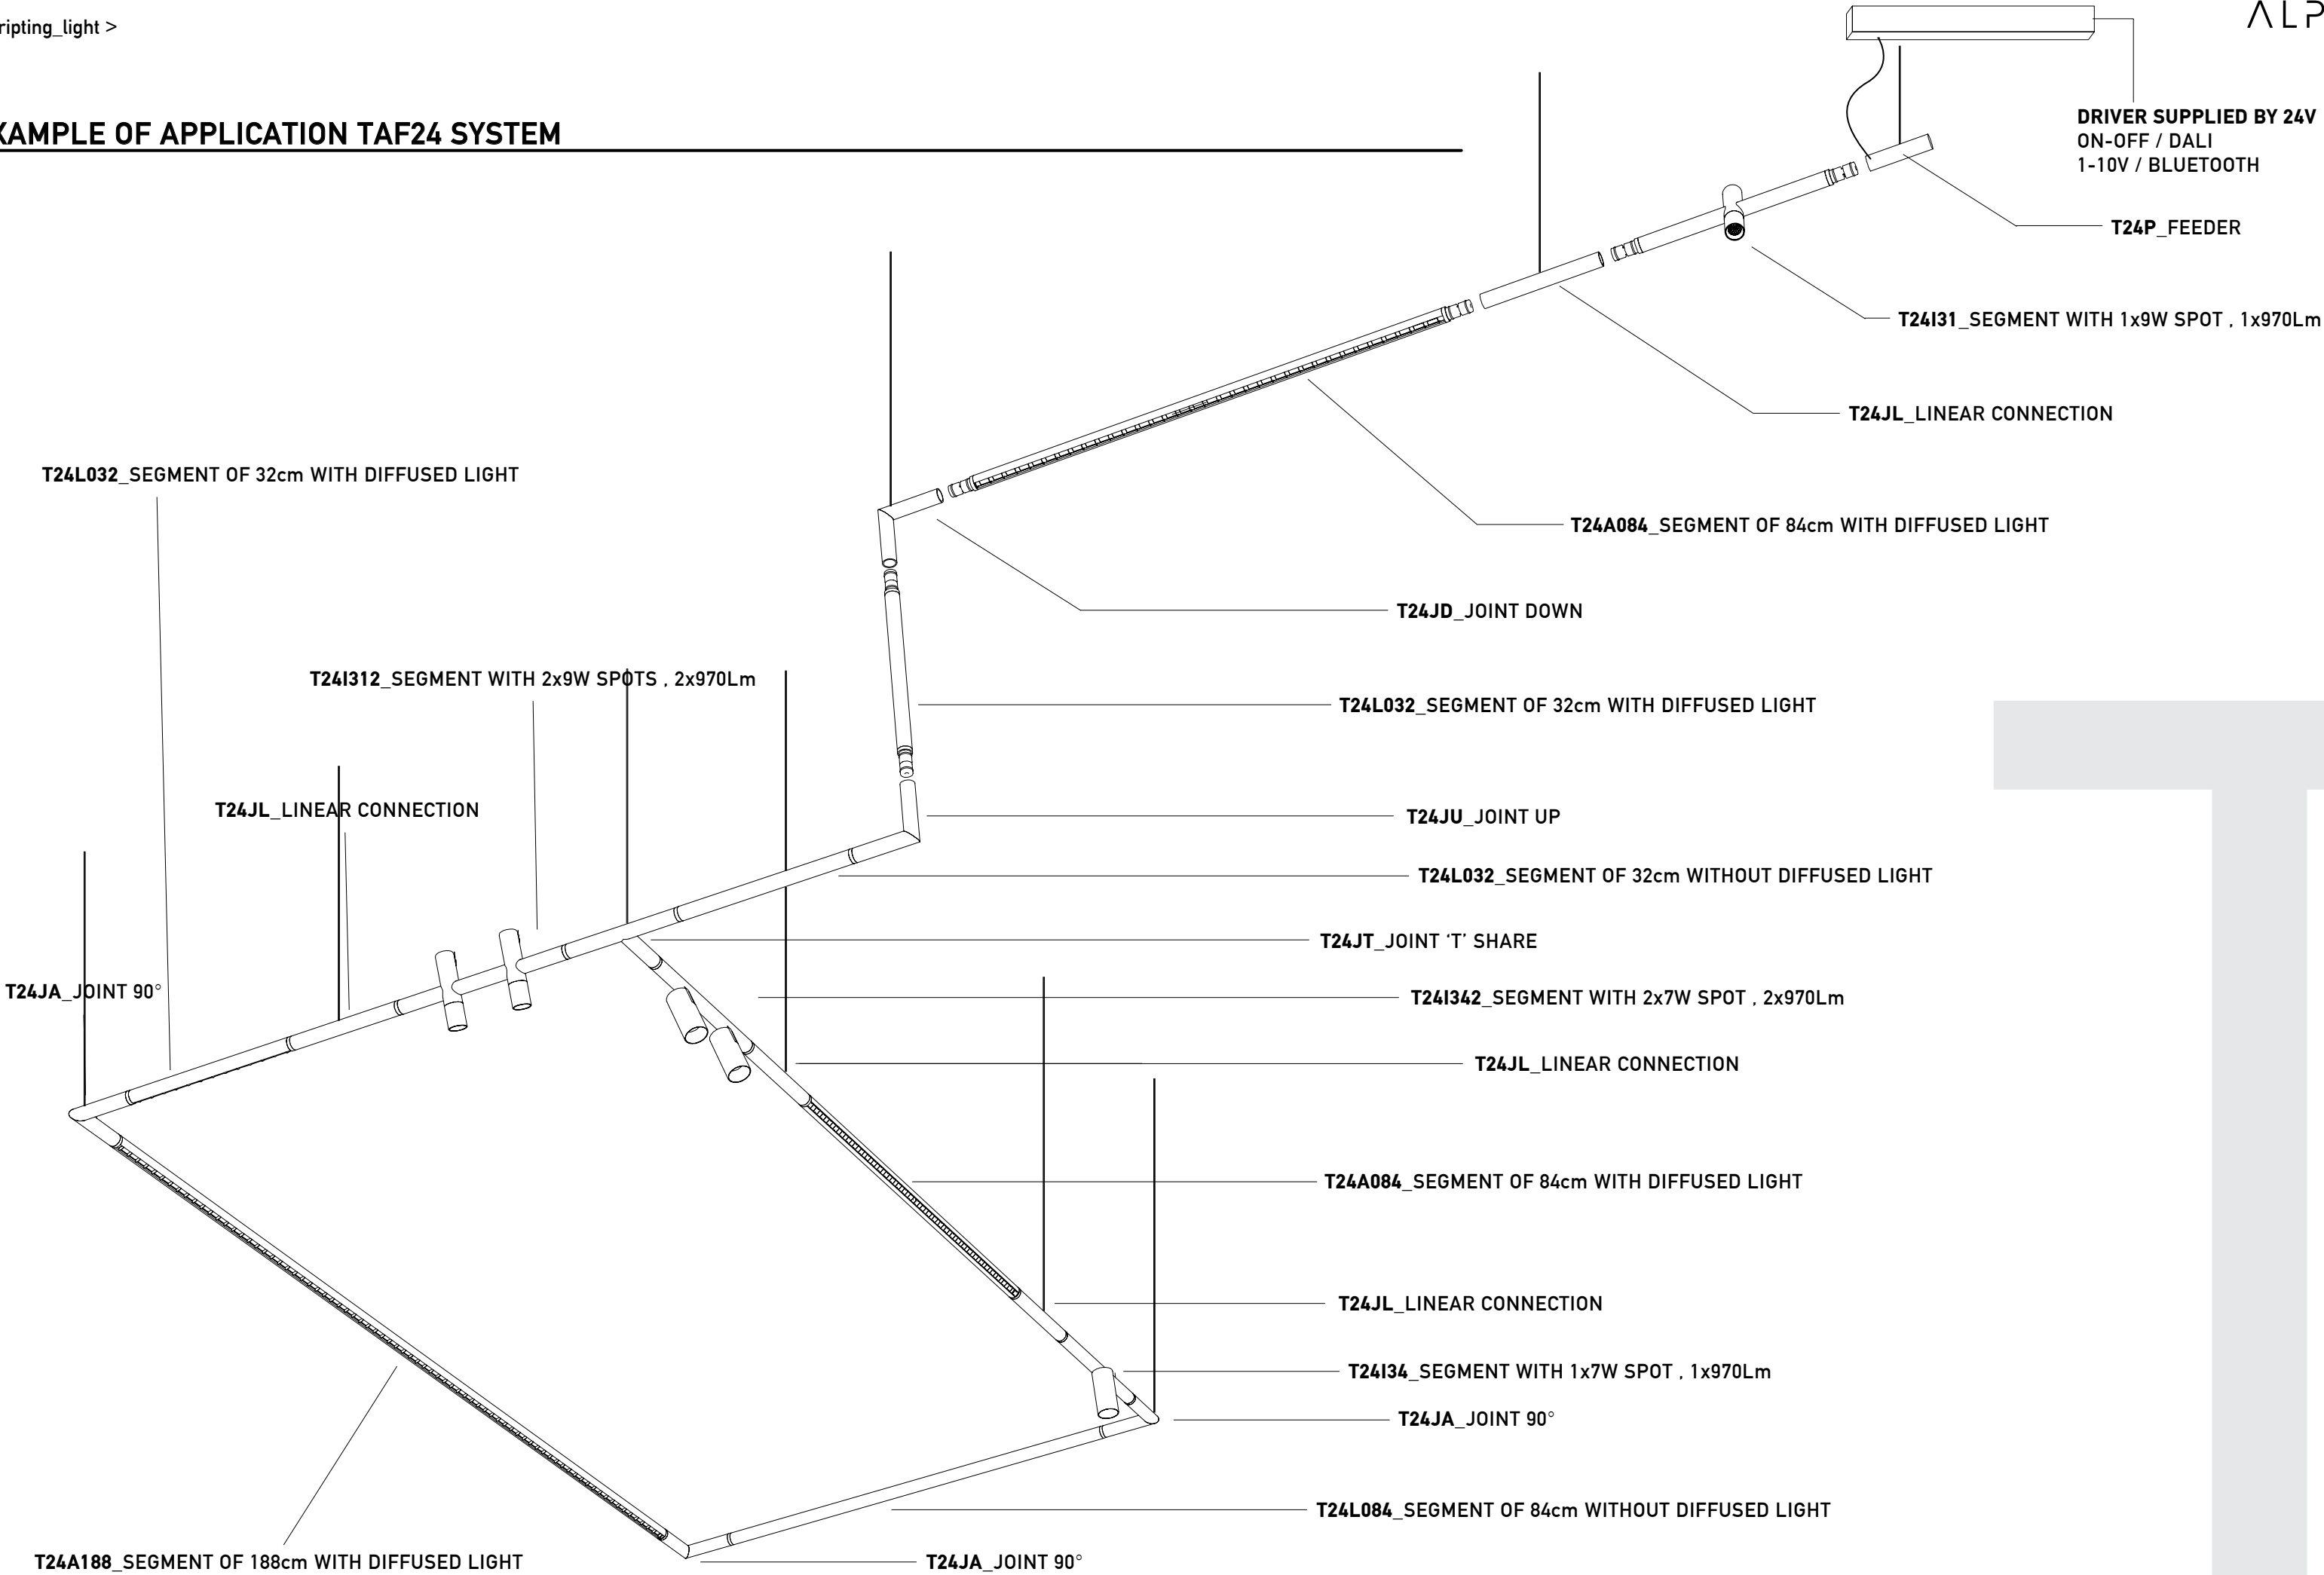 ripting_light >
ALP
XAMPLE OF APPLICATION TAF24 SYSTEM
DRIVER SUPPLIED BY 24V
ON-OFF / DALI
1-10V / BLUETOOTH
T24P_FEEDER
T24I31_SEGMENT WITH 1x9W SPOT , 1x970Lm
T24JL_LINEAR CONNECTION
T24L032_SEGMENT OF 32cm WITH DIFFUSED LIGHT
T24A084_SEGMENT OF 84cm WITH DIFFUSED LIGHT
T24JD_JOINT DOWN
T24I312_SEGMENT WITH 2x9W SPOTS , 2x970Lm
T24L032_SEGMENT OF 32cm WITH DIFFUSED LIGHT
T24JL_LINEAR CONNECTION
T24JU_JOINT UP
T24L032_SEGMENT OF 32cm WITHOUT DIFFUSED LIGHT
T24JT_JOINT ‘T’ SHARE
T24JA_JOINT 90°
T24I342_SEGMENT WITH 2x7W SPOT , 2x970Lm
T24JL_LINEAR CONNECTION
T24A084_SEGMENT OF 84cm WITH DIFFUSED LIGHT
T24JL_LINEAR CONNECTION
T24I34_SEGMENT WITH 1x7W SPOT , 1x970Lm
T24JA_JOINT 90°
T24L084_SEGMENT OF 84cm WITHOUT DIFFUSED LIGHT
T24A188_SEGMENT OF 188cm WITH DIFFUSED LIGHT
T24JA_JOINT 90°
T